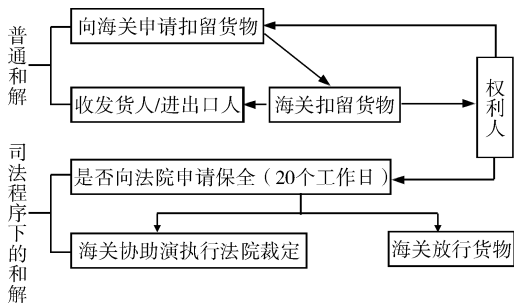 普通和解
向海关申请扣留货物
收发货人/进出口人
海关扣留货物
权利人
司法程序下的和解
是否向法院申请保全（20个工作日）
海关协助演执行法院裁定
海关放行货物